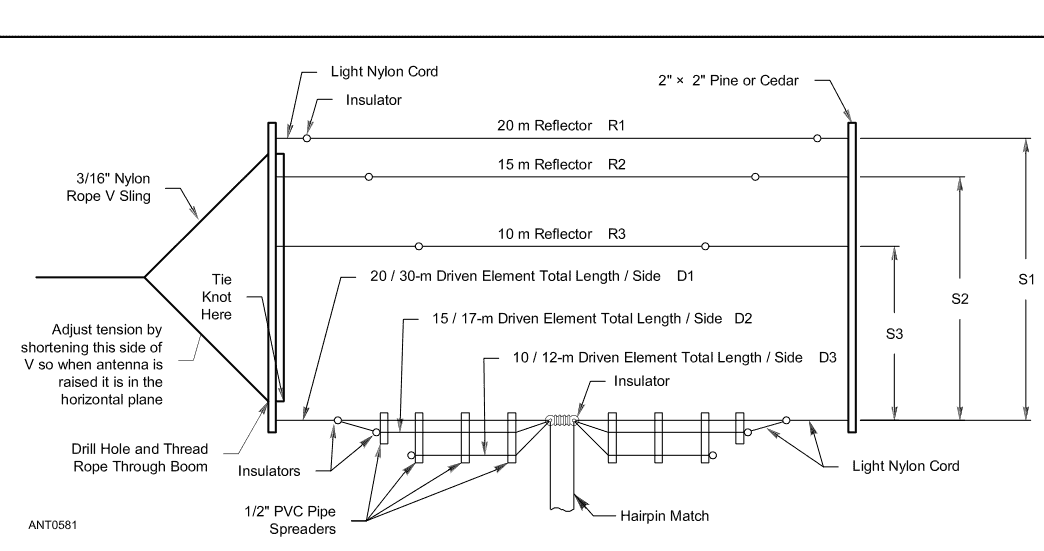 Light Nylon Cord
2" × 2" Pine or Cedar
Insulator
20 m Reflector R1
15 m Reflector R2
3/16" Nylon
Rope V Sling
10 m Reflector R3
Tie
Knot
Here
20 / 30-m Driven Element Total Length / Side D1
S1
S2
S3
15 / 17-m Driven Element Total Length / Side D2
Adjust tension by
shortening this side of
V so when antenna is
raised it is in the
horizontal plane
10 / 12-m Driven Element Total Length / Side D3
Insulator
Drill Hole and Thread
Rope Through Boom
Insulators
Light Nylon Cord
1/2" PVC Pipe
Spreaders
Hairpin Match
ANT0581